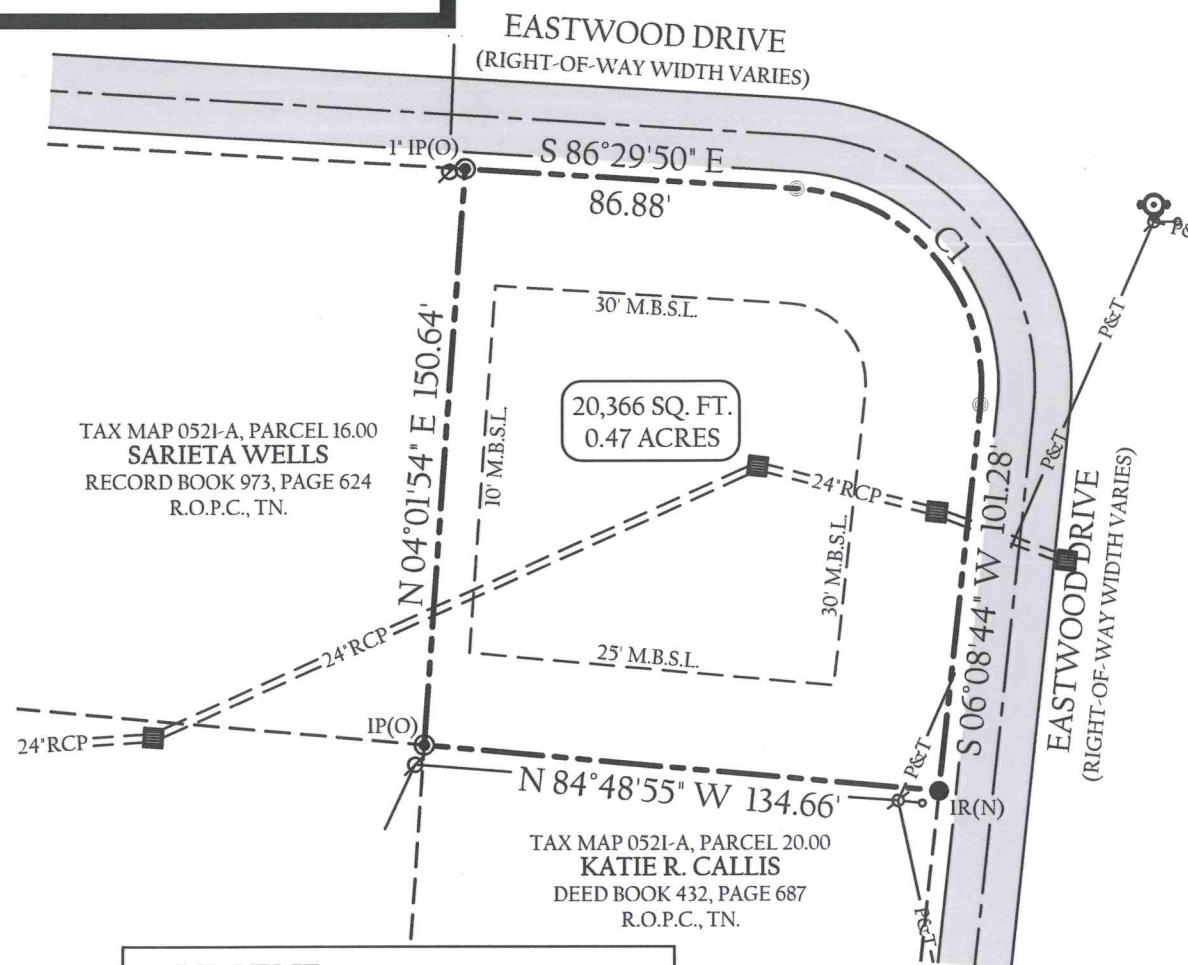 EASTWOOD DRIVE
(RIGHT-OF-WAY WIDTH VARIES)
1" IP(O)
S 86°29'50" E
86.88'
C1
P&T
30' M.B.S.L.
N 04°01'54" E 150.64'
10' M.B.S.L.
20,366 SQ. FT.
0.47 ACRES
TAX MAP 052I-A, PARCEL 16.00
SARIETA WELLS
RECORD BOOK 973, PAGE 624
R.O.P.C., TN.
24"RCP
P&T
S 06°08'44" W 101.28'
EASTWOOD DRIVE
(RIGHT-OF-WAY WIDTH VARIES)
30' M.B.S.L.
24"RCP
25' M.B.S.L.
24"RCP
IP(O)
P&T
N 84°48'55" W 134.66'
IR(N)
TAX MAP 052I-A, PARCEL 20.00
KATIE R. CALLIS
DEED BOOK 432, PAGE 687
R.O.P.C., TN.
P&T